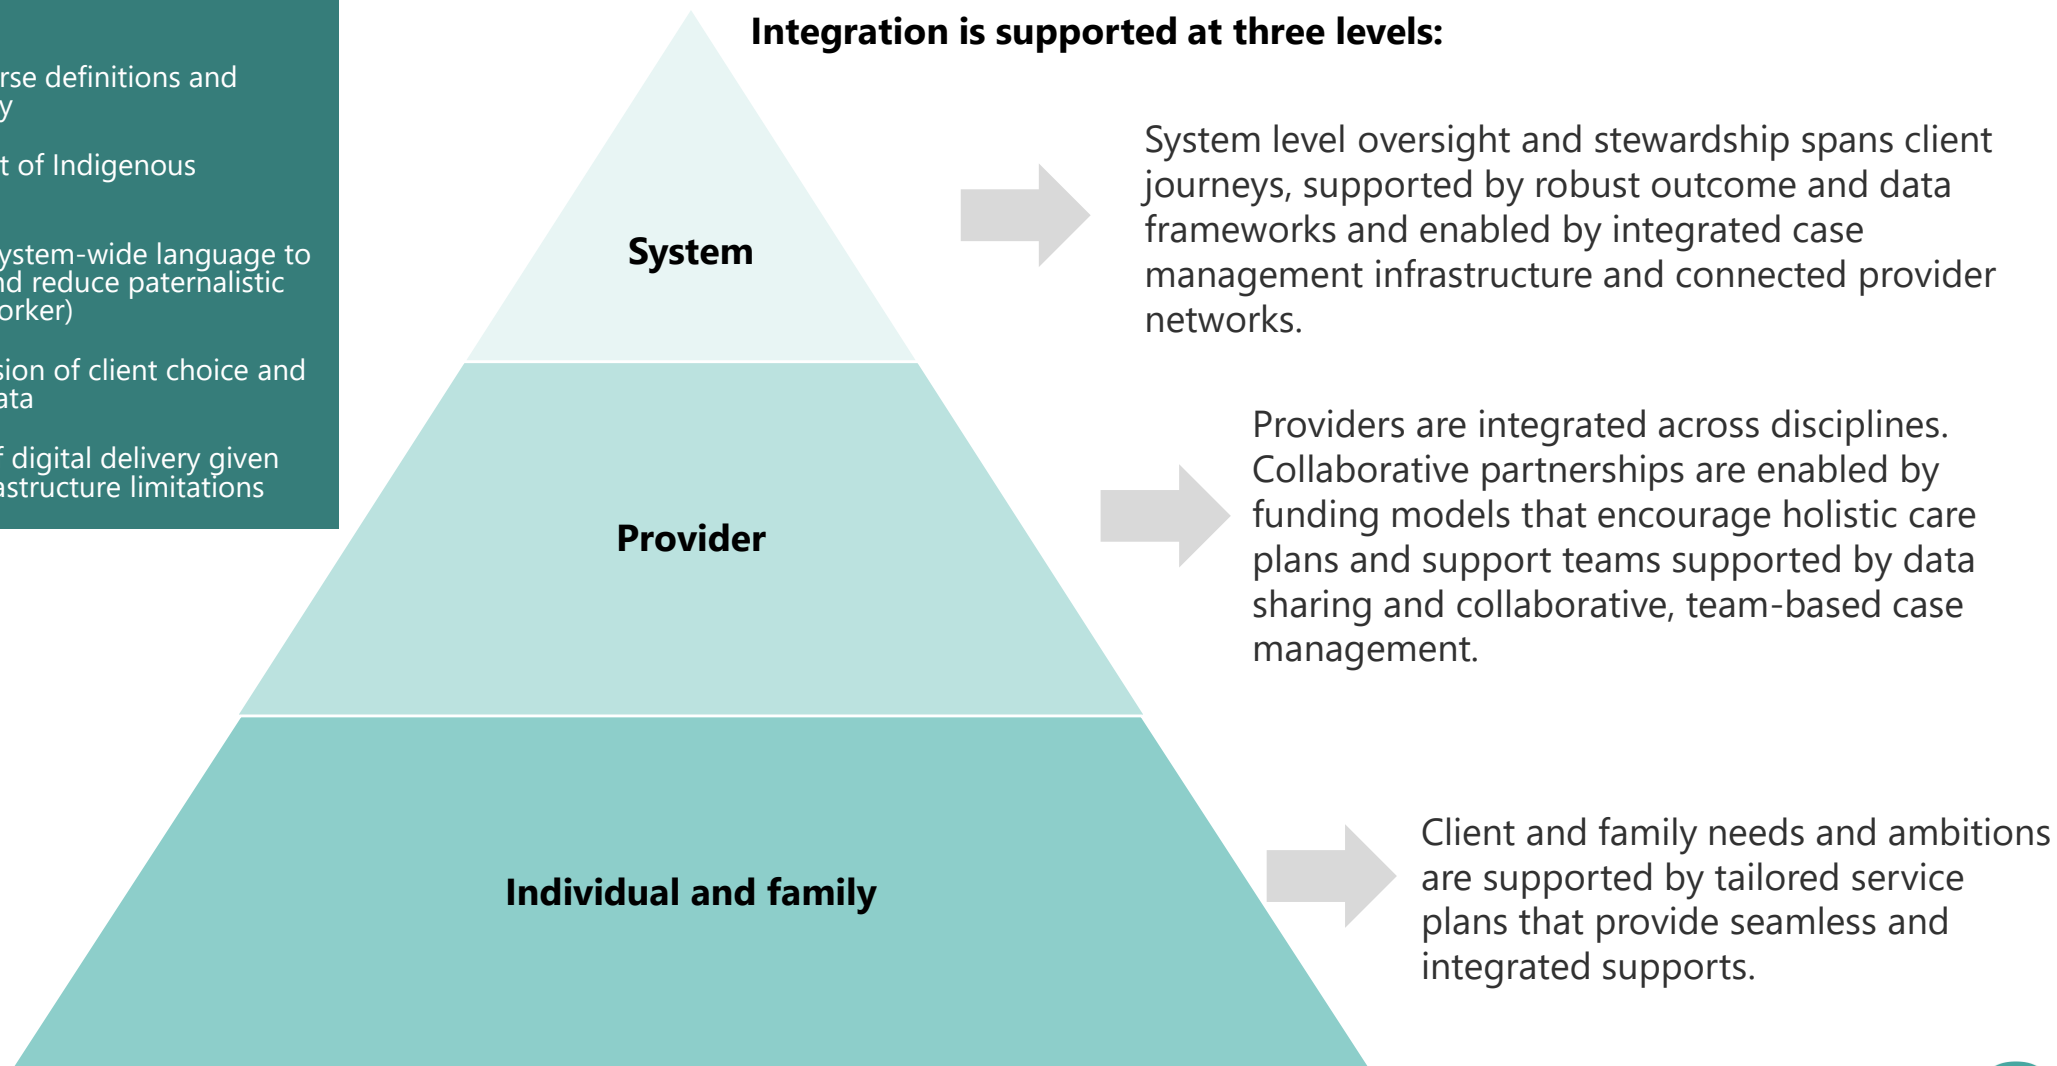 Integration is supported at three levels:
rse definitions and
y
t of Indigenous
ystem-wide language to
nd reduce paternalistic
orker)
sion of client choice and
ata
f digital delivery given
astructure limitations
System
System level oversight and stewardship spans client
journeys, supported by robust outcome and data
frameworks and enabled by integrated case
management infrastructure and connected provider
networks.
Provider
Providers are integrated across disciplines.
Collaborative partnerships are enabled by
funding models that encourage holistic care
plans and support teams supported by data
sharing and collaborative, team-based case
management.
Individual and family
Client and family needs and ambitions
are supported by tailored service
plans that provide seamless and
integrated supports.